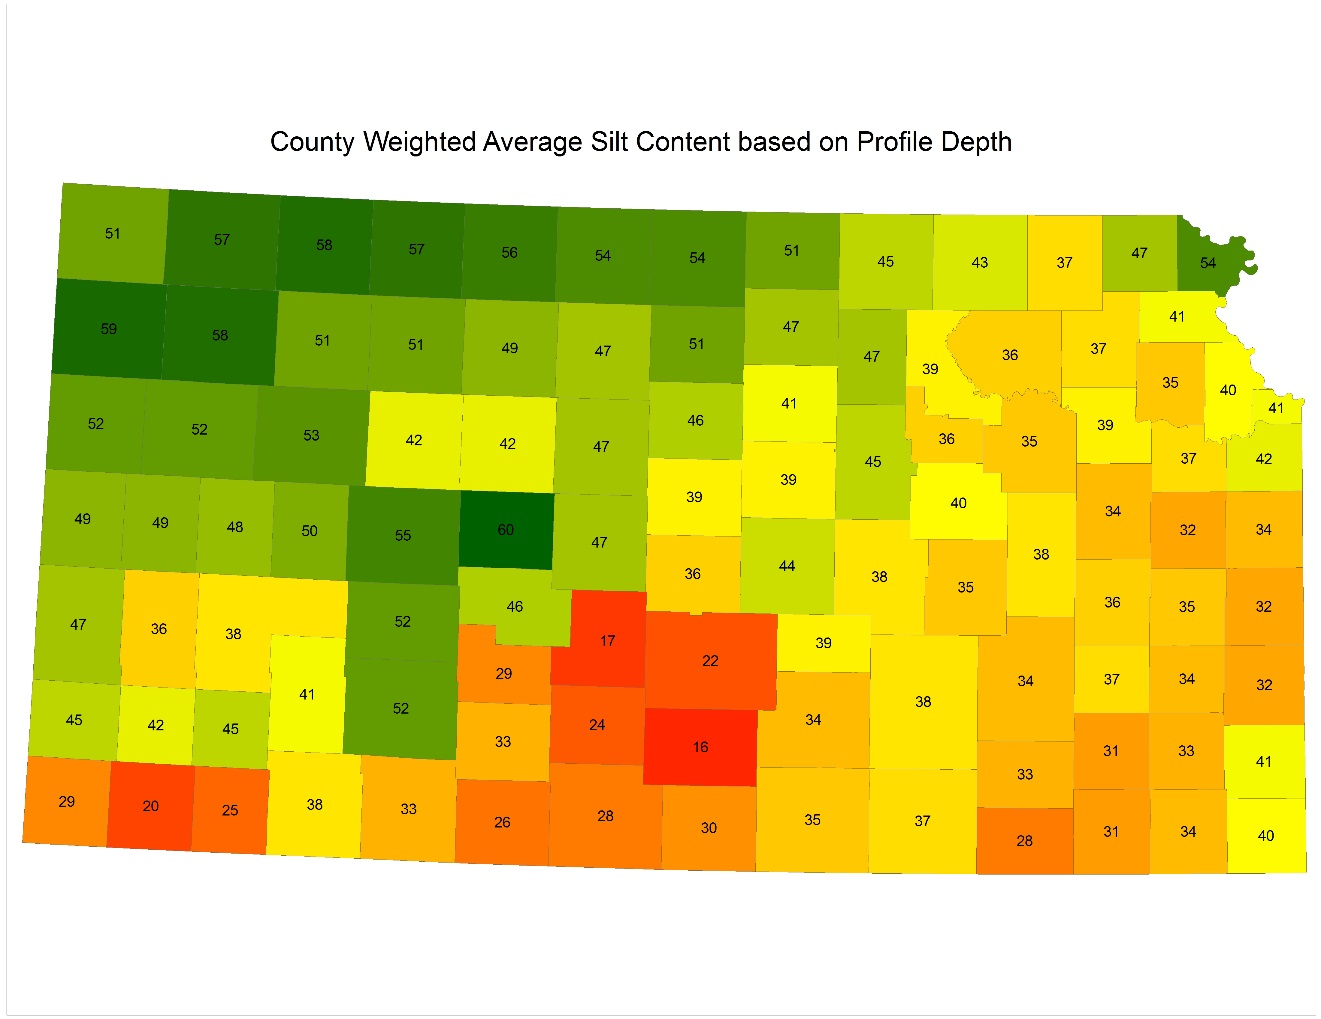 County Weighted Average Silt Content based on Profile Depth
51 57 58 57 56 54 54 51 45 43 37 47 54
59 58 51 51 49 47 51 47 47 39 36 37 41
52 52 53 42 42 47 46 41 45 36 35 39 35 40 41
49 49 48 50 55 60 47 39 39 40 38 34 37 42
36 44 38 35 32 34
47 36 38 52 46 17 22 39 36 35 32
45 42 45 41 52 29 24 16 34 38 34 37 34 32
33 33 31 33 41
29 20 25 38 33 26 28 30 35 37 28 31 34 40